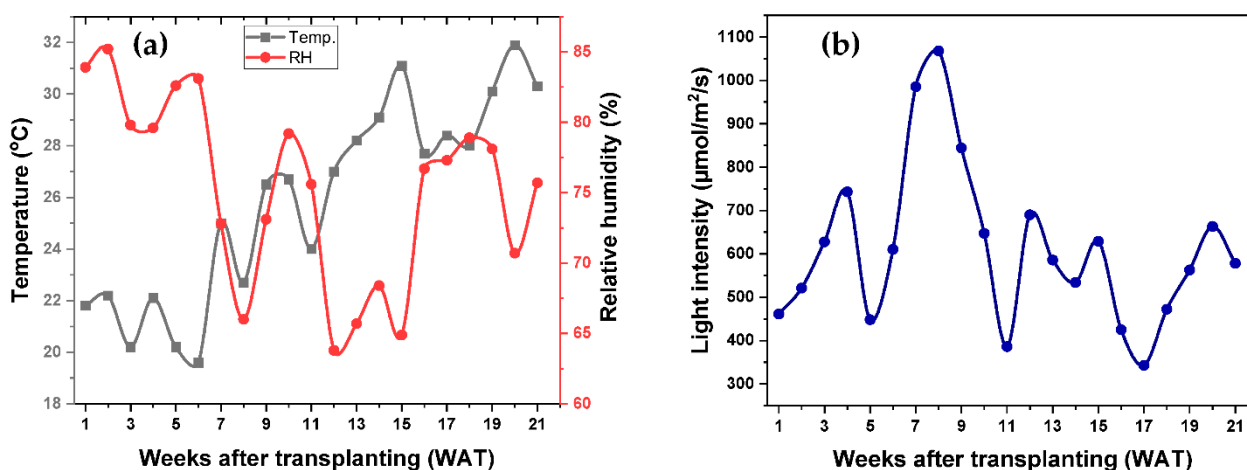 (a)
Temp.
RH
Temperature (°C)
32
30
28
26
24
22
20
18
Relative humidity (%)
85
80
75
70
65
60
1 3 5 7 9 11 13 15 17 19 21
Weeks after transplanting (WAT)
(b)
Light intensity (μmol/m²/s)
1100
1000
900
800
700
600
500
400
300
1 3 5 7 9 11 13 15 17 19 21
Weeks after transplanting (WAT)